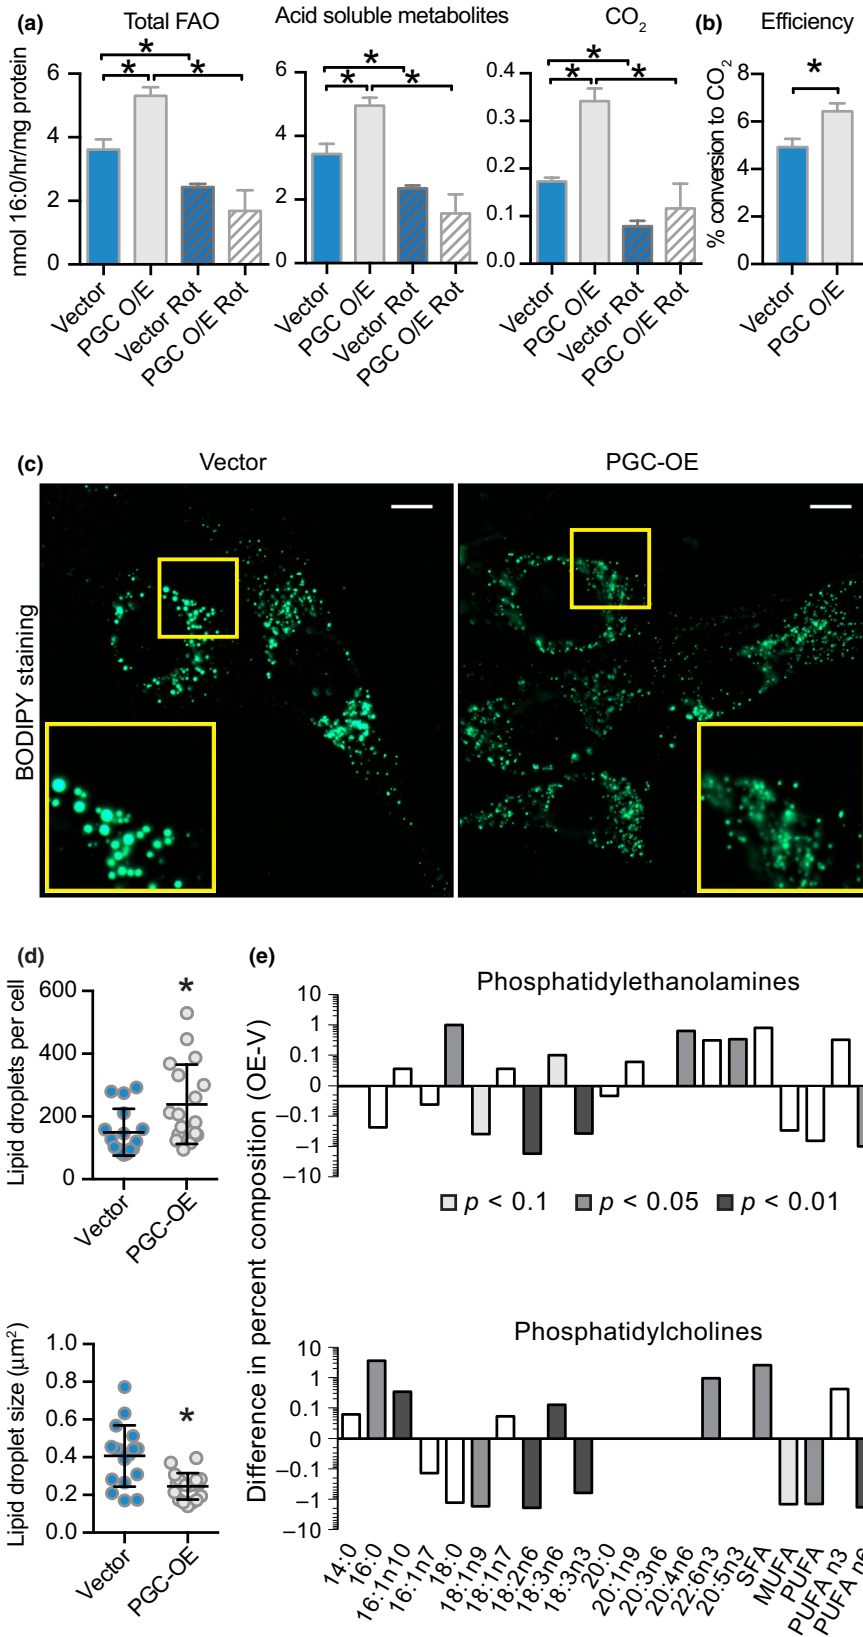 (a)
Total FAO
Acid soluble metabolites
CO2
(b)
Efficiency
nmol 16:0/hr/mg protein
6
4
2
0
* * *
Vector
PGC O/E
Vector Rot
PGC O/E Rot
6
4
2
0
* * *
Vector
PGC O/E
Vector Rot
PGC O/E Rot
0.4
0.3
0.2
0.1
0.0
* * *
Vector
PGC O/E
Vector Rot
PGC O/E Rot
% conversion to CO2
8
6
4
2
0
*
Vector
PGC O/E
(c)
Vector
PGC-OE
BODIPY staining
(d)
Lipid droplets per cell
600
400
200
0
*
Vector
PGC-OE
Lipid droplet size (µm²)
1.0
0.8
0.6
0.4
0.2
0.0
*
Vector
PGC-OE
(e)
Difference in percent composition (OE-V)
Phosphatidylethanolamines
10
1
0.1
0
–0.1
–1
–10
p < 0.1
p < 0.05
p < 0.01
Phosphatidylcholines
10
1
0.1
0
–0.1
–1
–10
14:0
16:0
16:1n10
16:1n7
18:0
18:1n9
18:1n7
18:2n6
18:3n6
18:3n3
20:0
20:1n9
20:3n6
20:4n6
22:6n3
20:5n3
SFA
MUFA
PUFA
PUFA n3
PUFA n6